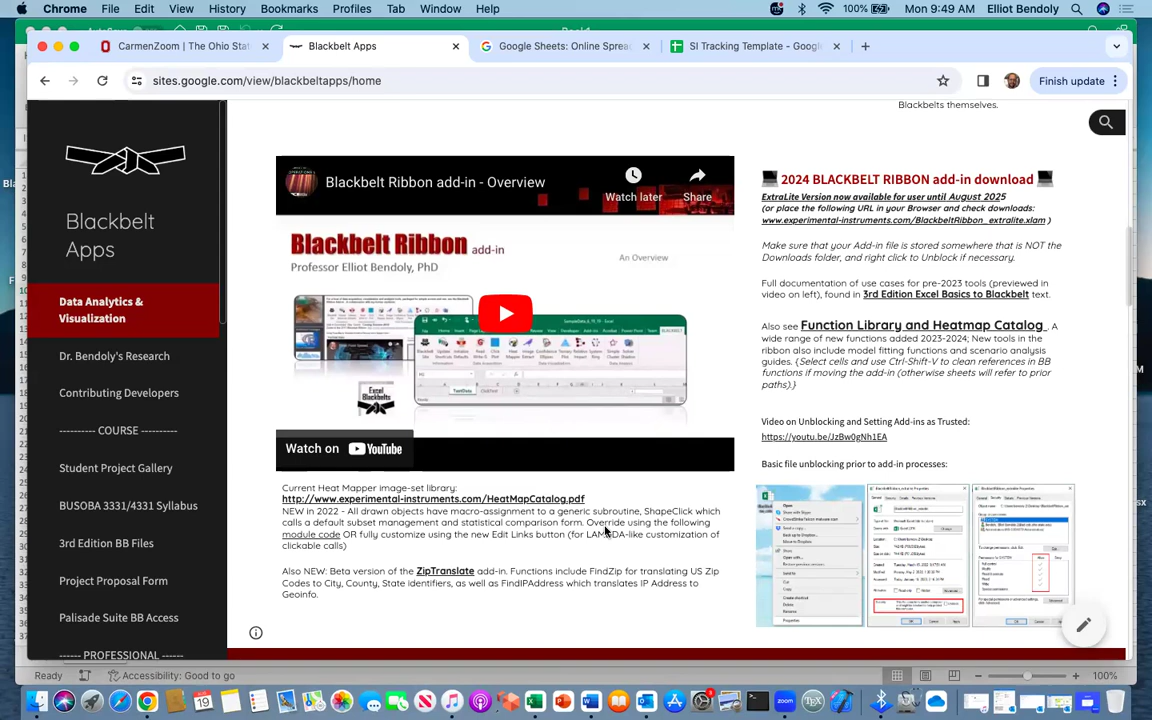 Chrome File Edit View History Bookmarks Profiles Tab Window Help 100% Mon 9:49 AM Elliot Bendoly
CarmenZoom | The Ohio Stat Blackbelt Apps Google Sheets: Online Spread SI Tracking Template - Google
sites.google.com/view/blackbeltapps/home Finish update
Blackbelt
Apps
Data Analytics &
Visualization
Dr. Bendoly's Research
Contributing Developers
---------- COURSE ----------
Student Project Gallery
BUSOBA 3331/4331 Syllabus
3rd Edition BB Files
Project Proposal Form
Palisade Suite BB Access
------ PROFESSIONAL ------
Blackbelts themselves.
Blackbelt Ribbon add-in - Overview
Watch later Share
Blackbelt Ribbon add-in
Professor Elliot Bendoly, PhD
An Overview
BLACKBELT
Excel
Blackbelts
Watch on YouTube
Current Heat Mapper image-set library:
http://www.experimental-instruments.com/HeatMapCatalog.pdf
NEW in 2022 - All drawn objects have macro-assignment to a generic subroutine, ShapeClick which
calls a default subset management and statistical comparison form. Override using the following
module code OR fully customize using the new Edit Links button (for LAMBDA-like customization of
clickable calls)
Also NEW: Beta version of the ZipTranslate add-in. Functions include FindZip for translating US Zip
Codes to City, County, State identifiers, as well as FindIPAddress which translates IP Address to
Geoinfo.
2024 BLACKBELT RIBBON add-in download
ExtraLite Version now available for user until August 2025
(or place the following URL in your Browser and check downloads:
www.experimental-instruments.com/BlackbeltRibbon_extralite.xlam )
Make sure that your Add-in file is stored somewhere that is NOT the
Downloads folder, and right click to Unblock if necessary.
Full documentation of use cases for pre-2023 tools (previewed in
video on left), found in 3rd Edition Excel Basics to Blackbelt text.
Also see Function Library and Heatmap Catalog . A
wide range of new functions added 2023-2024; New tools in the
ribbon also include model fitting functions and scenario analysis
guides. {Select cells and use Ctrl-Shift-V to clean references in BB
functions if moving the add-in (otherwise sheets will refer to prior
paths).}
Video on Unblocking and Setting Add-ins as Trusted:
https://youtu.be/JzBw0gNh1EA
Basic file unblocking prior to add-in processes:
Ready Accessibility: Good to go 100%